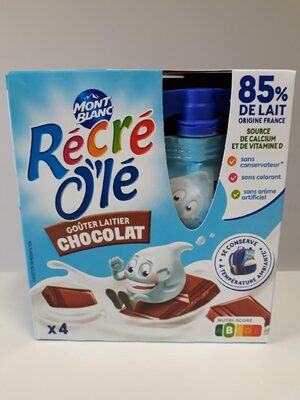 MONT
BLANC
Récré
O'lé
GOÛTER LAITIER
CHOCOLAT
x4
85%
DE LAIT
ORIGINE FRANCE
SOURCE
DE CALCIUM
ET DE VITAMINE D
sans
conservateur*
sans colorant
sans arôme
artificiel
SE CONSERVE
À TEMPÉRATURE AMBIANTE
NUTRI-SCORE
A B C D E